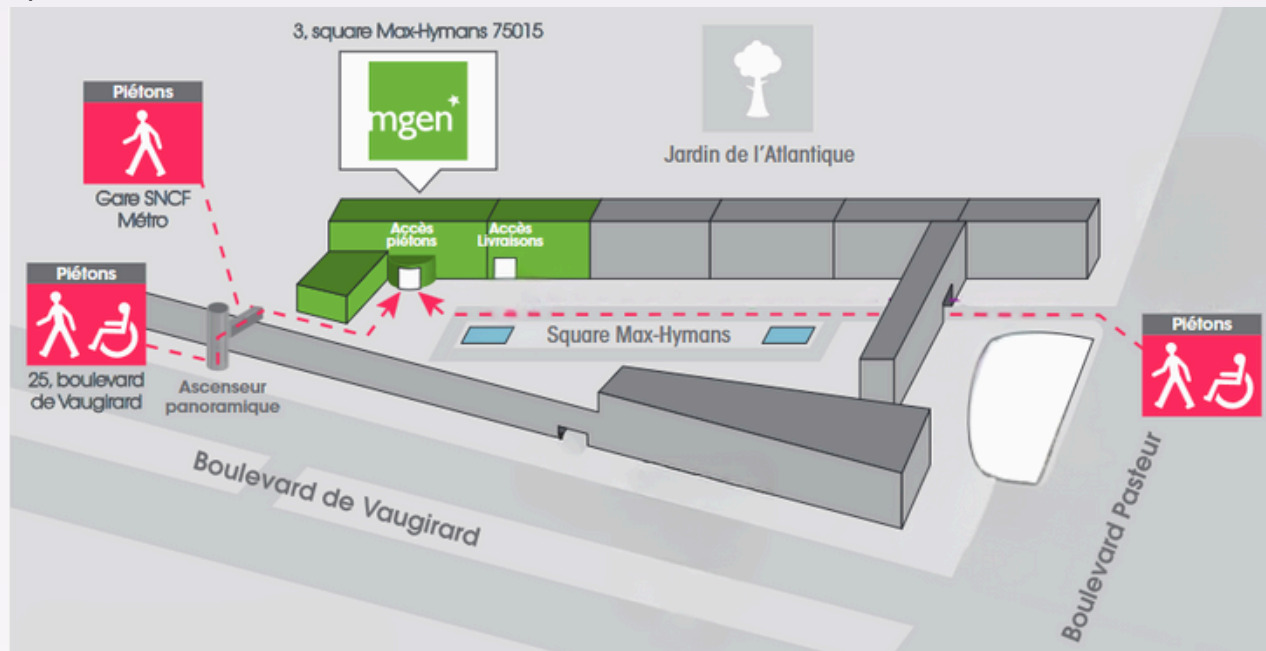 3, square Max-Hymans 75015
mgen*
Piétons
Gare SNCF
Métro
Jardin de l'Atlantique
Accès
piétons
Accès
Livraisons
Piétons
25, boulevard
de Vaugirard
Ascenseur
panoramique
Square Max-Hymans
Piétons
Boulevard de Vaugirard
Boulevard Pasteur